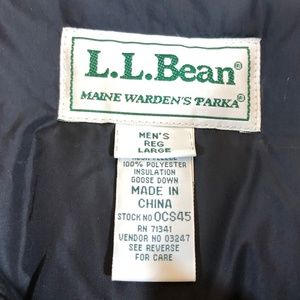 L.L.Bean®
MAINE WARDEN'S PARKA®
MEN'S
REG
LARGE
100% POLYESTER
INSULATION
GOOSE DOWN
MADE IN
CHINA
STOCK NO OCS45
RN 71341
VENDOR NO 03247
SEE REVERSE
FOR CARE